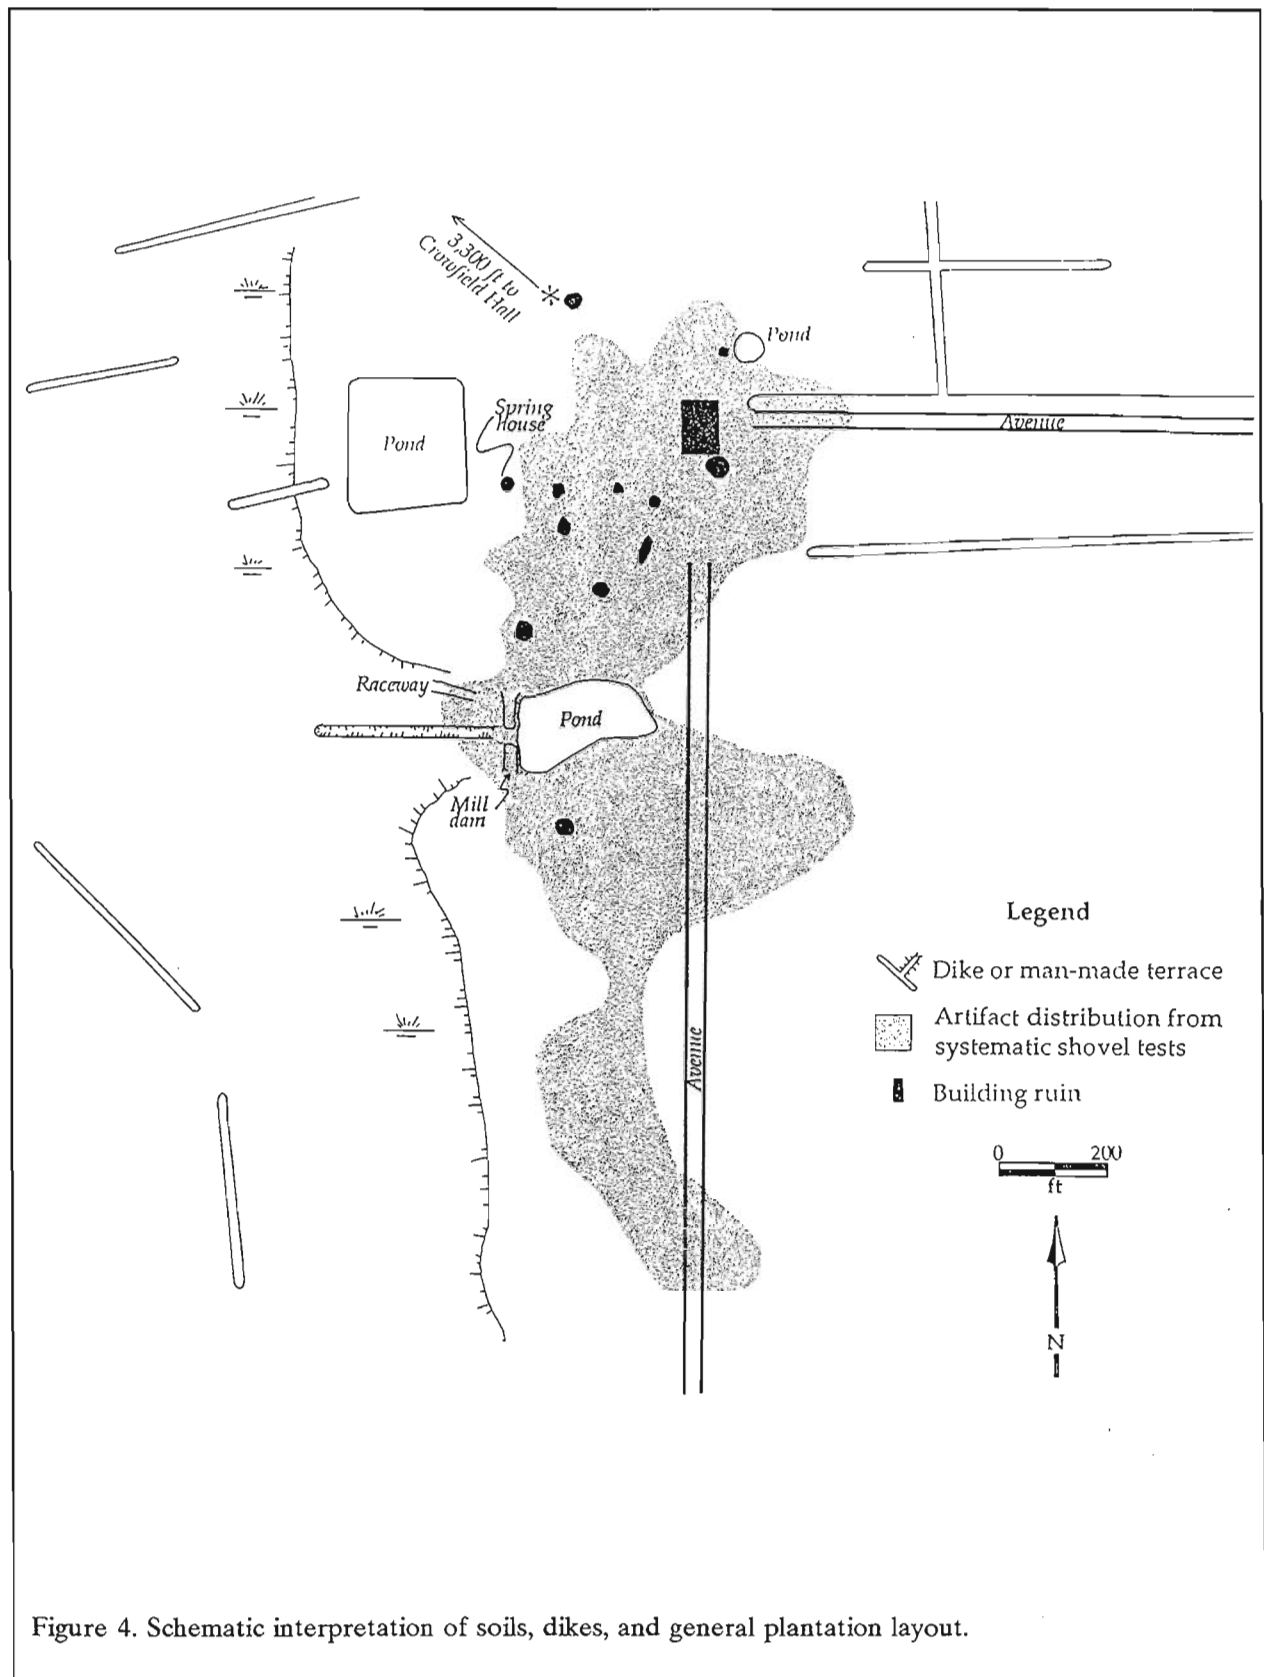 3,300 ft to
Crowfield Hall
Pond
Spring
House
Pond
Avenue
Raceway
Pond
Mill
dam
Avenue
Legend
Dike or man-made terrace
Artifact distribution from
systematic shovel tests
Building ruin
0 200
ft
N
Figure 4. Schematic interpretation of soils, dikes, and general plantation layout.